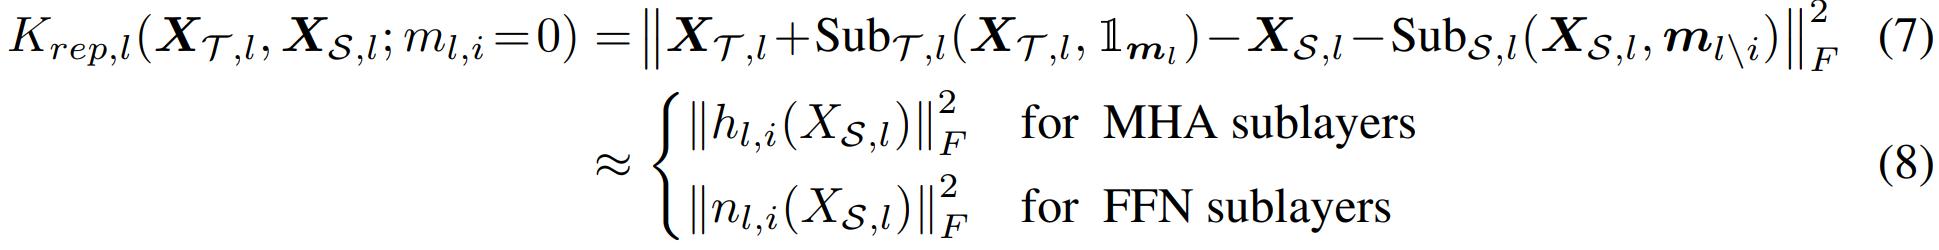 K_{rep,l}(X_{𝒯,l}, X_{𝒮,l}; m_{l,i} = 0) = ‖X_{𝒯,l} + Sub_{𝒯,l}(X_{𝒯,l}, 𝟙_{m_l}) − X_{𝒮,l} − Sub_{𝒮,l}(X_{𝒮,l}, m_{l\i})‖_F^2 (7)
≈ { ‖h_{l,i}(X_{𝒮,l})‖_F^2 for MHA sublayers
‖n_{l,i}(X_{𝒮,l})‖_F^2 for FFN sublayers (8)